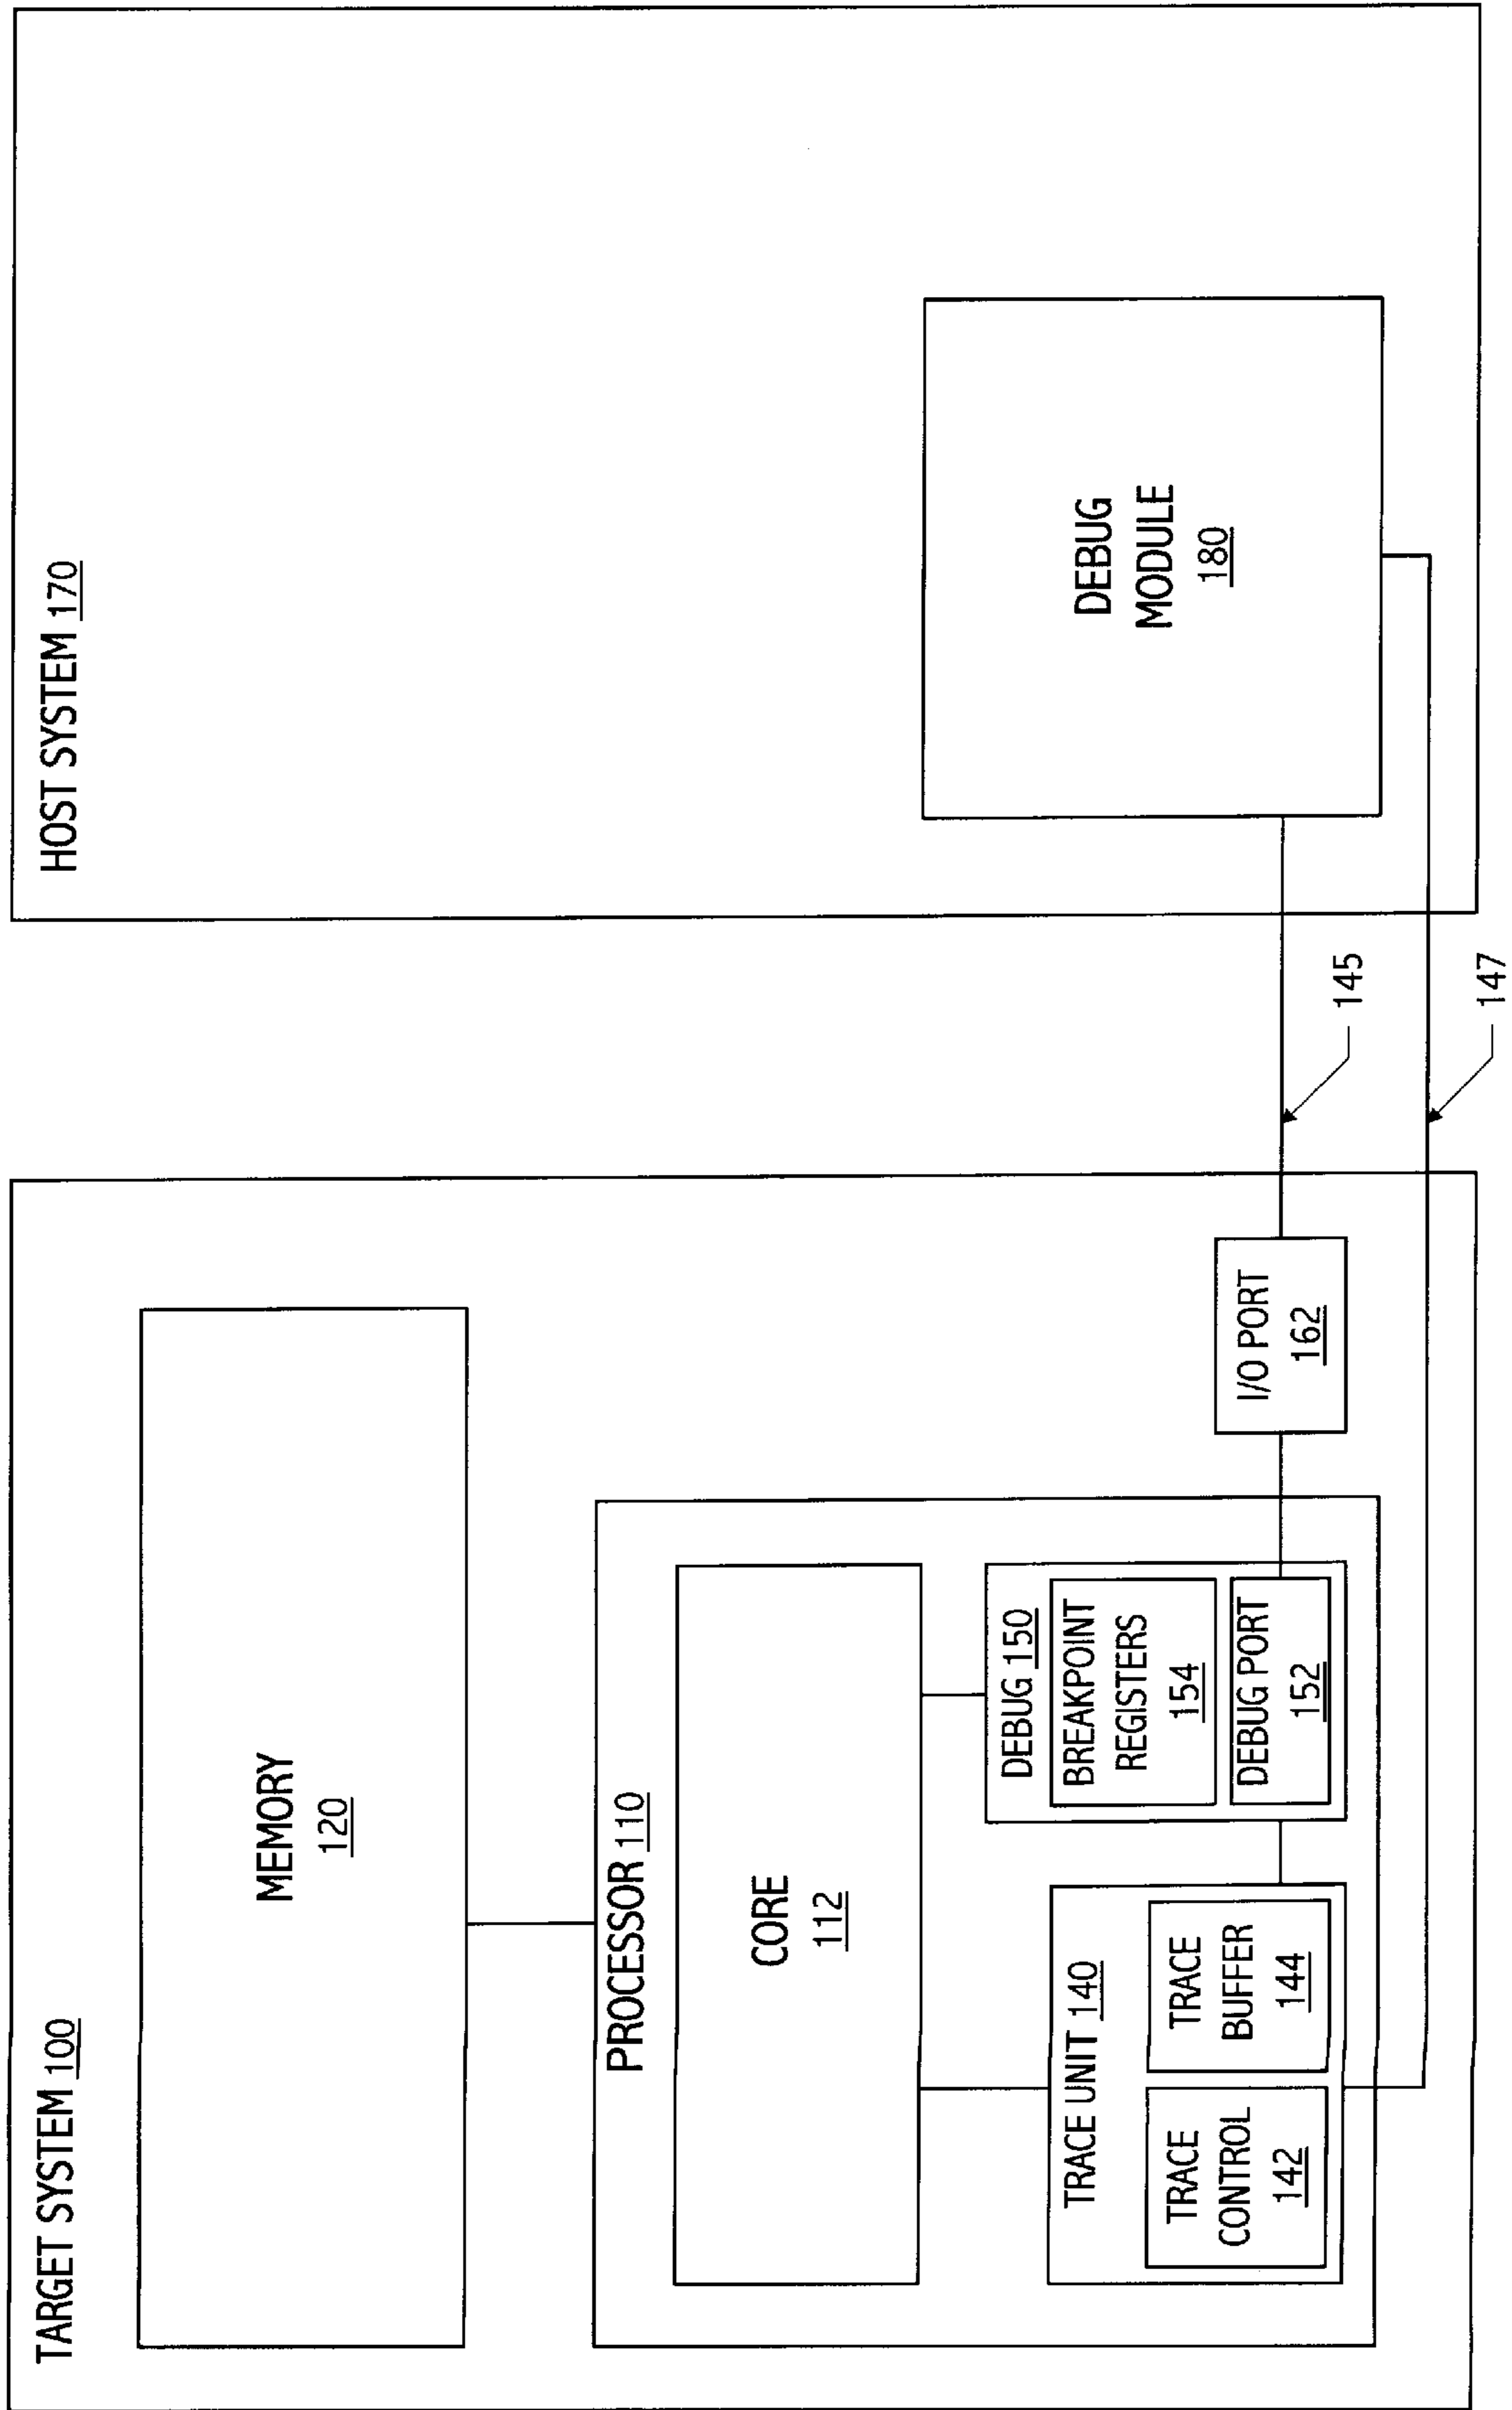 TARGET SYSTEM 100
MEMORY
120
PROCESSOR 110
CORE
112
TRACE UNIT 140
TRACE
CONTROL
142
TRACE
BUFFER
144
DEBUG 150
BREAKPOINT
REGISTERS
154
DEBUG PORT
152
I/O PORT
162
145
147
HOST SYSTEM 170
DEBUG
MODULE
180